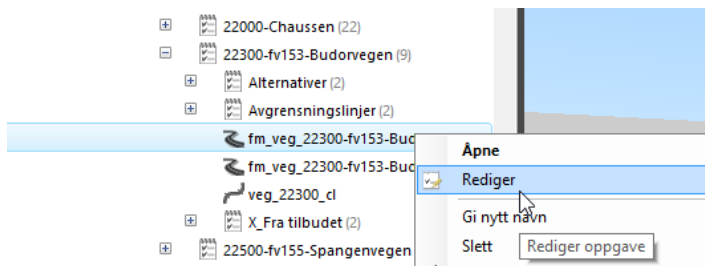 22000-Chaussen (22)
22300-fv153-Budorvegen (9)
Alternativer (2)
Avgrensningslinjer (2)
fm_veg_22300-fv153-Bud
fm_veg_22300-fv153-Bud
veg_22300_cl
X_Fra tilbudet (2)
22500-fv155-Spangenvegen
Åpne
Rediger
Gi nytt navn
Slett
Rediger oppgave